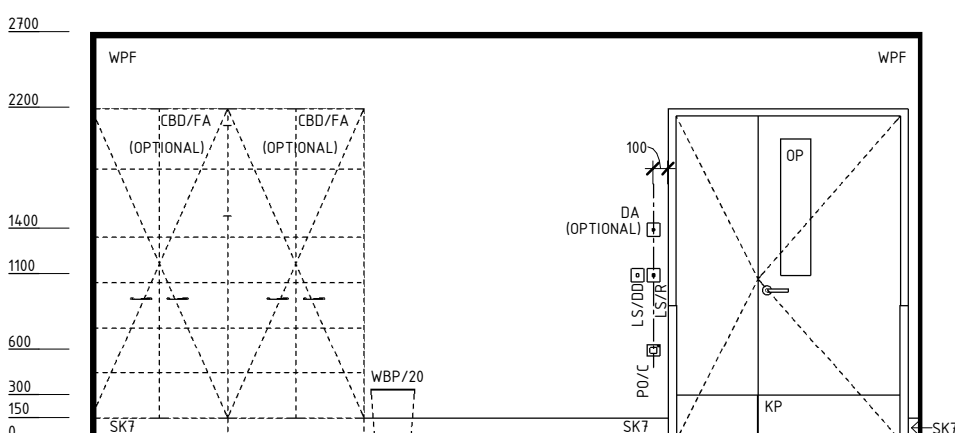 2700
WPF
WPF
2200
CBD/FA
(OPTIONAL)
CBD/FA
(OPTIONAL)
100
OP
1400
DA
(OPTIONAL)
1100
LS/DD
LS/R
600
PO/C
WBP/20
300
KP
150
SK7
SK7
SK7
0